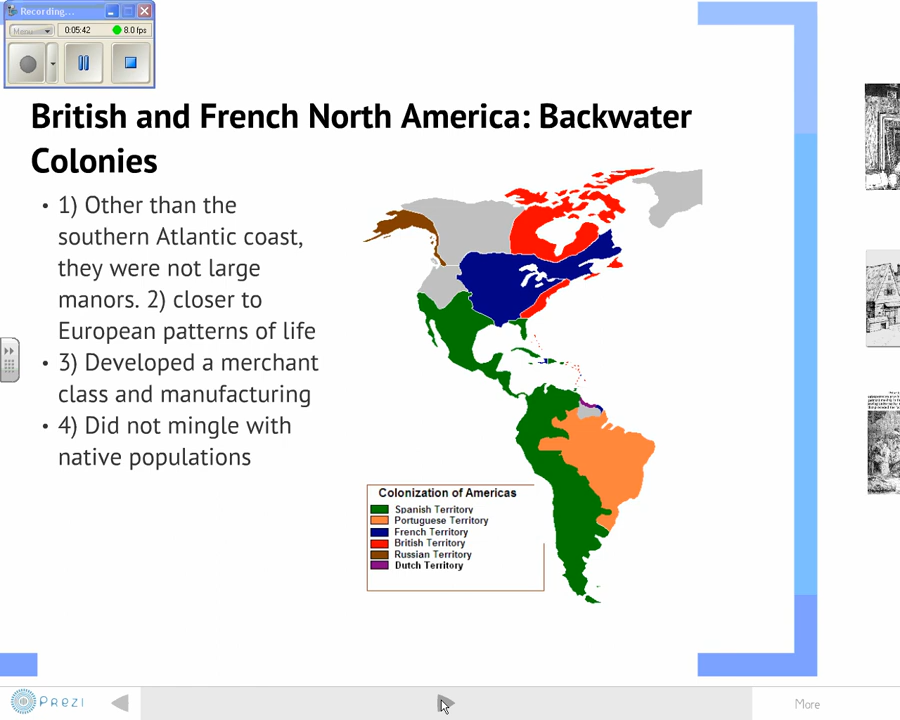 Recording...
0:05:42
8.0 fps
British and French North America: Backwater
Colonies
• 1) Other than the
southern Atlantic coast,
they were not large
manors. 2) closer to
European patterns of life
• 3) Developed a merchant
class and manufacturing
• 4) Did not mingle with
native populations
Colonization of Americas
Spanish Territory
Portuguese Territory
French Territory
British Territory
Russian Territory
Dutch Territory
PREZI
More